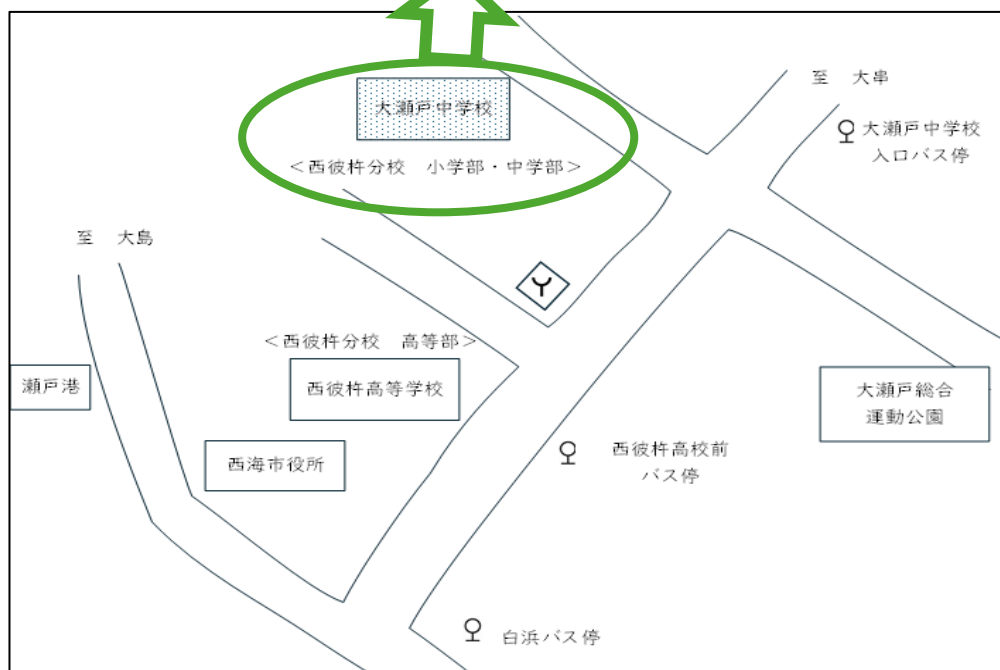 至　大串
大瀬戸中学校
大瀬戸中学校
入口バス停
＜西彼杵分校　小学部・中学部＞
至　大島
＜西彼杵分校　高等部＞
瀬戸港
西彼杵高等学校
大瀬戸総合
運動公園
西海市役所
西彼杵高校前
バス停
白浜バス停